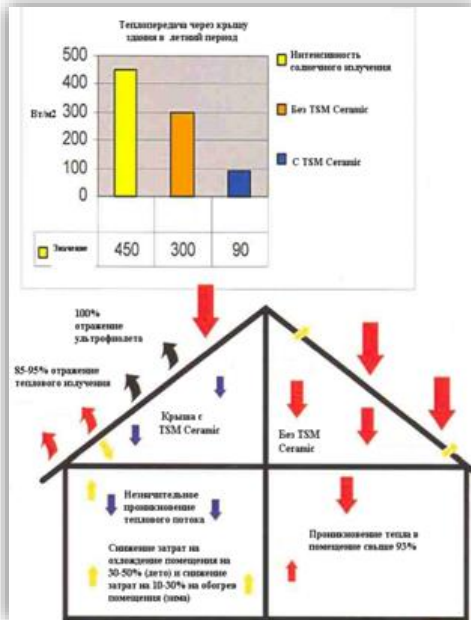 Теплопередача через крышу
здания в летний период
500
400
300
200
100
0
Вт/м2
Интенсивность
солнечного излучения
Без TSM Ceramic
С TSM Ceramic
Значение 450 300 90
100%
отражение
ультрофиолета
85-95% отражение
теплового излучения
Крыша с
TSM Ceramic
Без TSM
Ceramic
Незначительное
проникновение
теплового потока
Проникновение тепла в
помещение свыше 93%
Снижение затрат на
охлождение помещения на
30-50% (лето) и снижение
затрат на 10-30% на обогрев
помещения (зима)